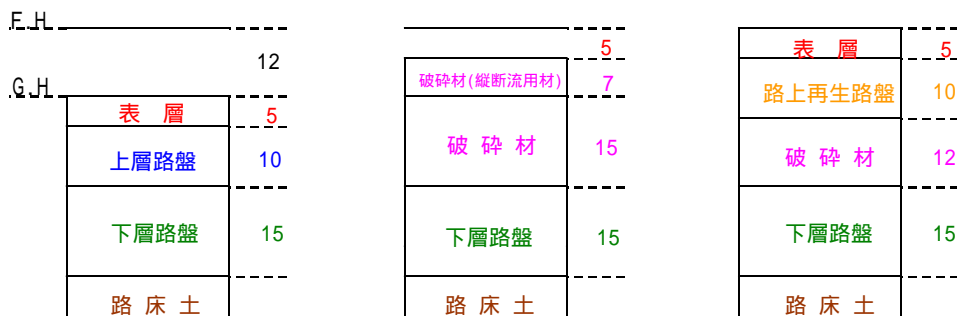 F.H
12
G.H
表 層 5
上層路盤 10
下層路盤 15
路 床 土
5
破砕材(縦断流用材) 7
破 砕 材 15
下層路盤 15
路 床 土
表 層 5
路上再生路盤 10
破 砕 材 12
下層路盤 15
路 床 土